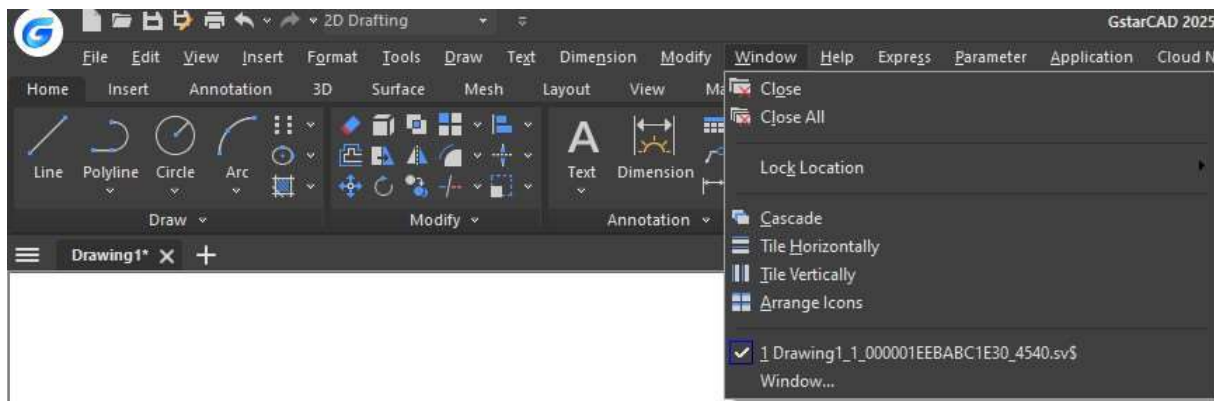 2D Drafting
GstarCAD 2025
File Edit View Insert Format Tools Draw Text Dimension Modify Window Help Express Parameter Application Cloud N
Home Insert Annotation 3D Surface Mesh Layout View Ma
Close
Close All
Line Polyline Circle Arc Text Dimension
Lock Location
Draw Modify Annotation
Cascade
Tile Horizontally
Tile Vertically
Arrange Icons
Drawing1*
1 Drawing1_1_000001EEBABC1E30_4540.sv$
Window...